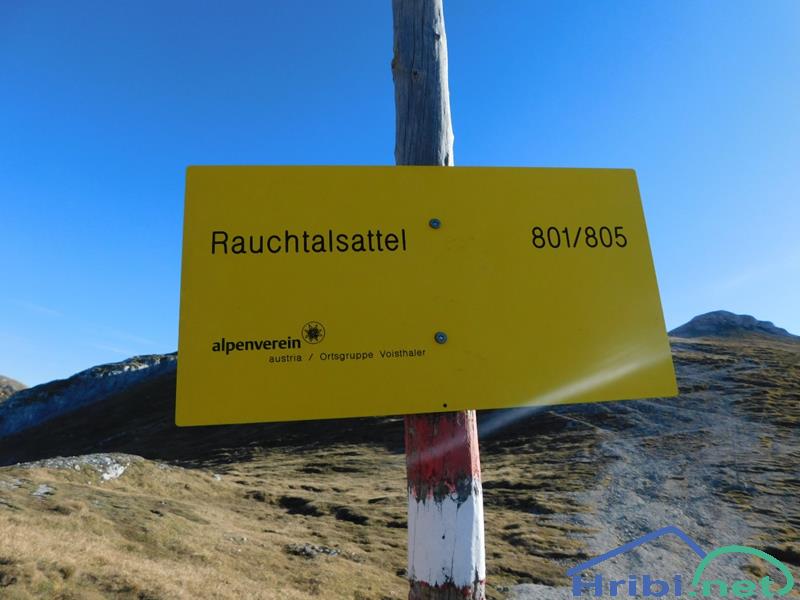 Rauchtalsattel 801/805
alpenverein
austria / Ortsgruppe Voisthaler
Hribi.net